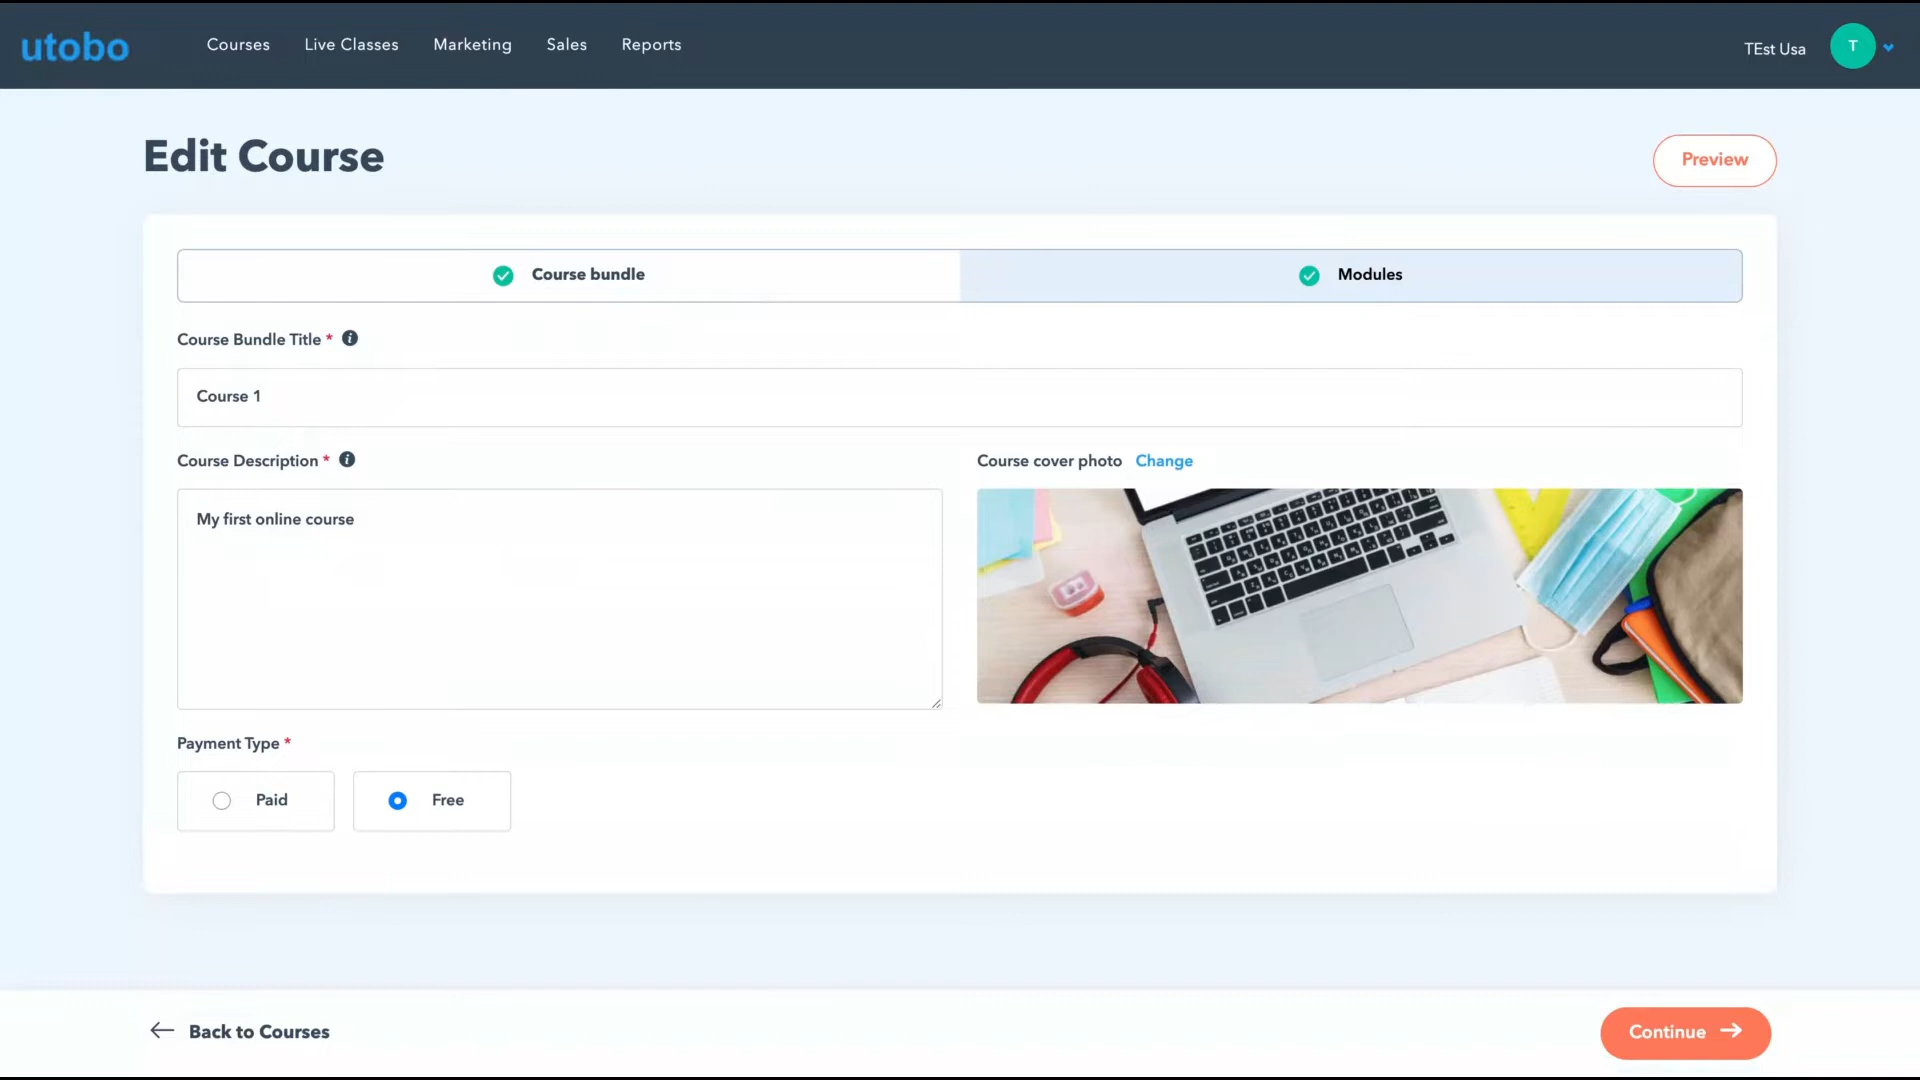 utobo
Courses
Live Classes
Marketing
Sales
Reports
TEst Usa
T
Edit Course
Preview
Course bundle
Modules
Course Bundle Title *
Course 1
Course Description *
Course cover photo Change
My first online course
Payment Type *
Paid
Free
Back to Courses
Continue